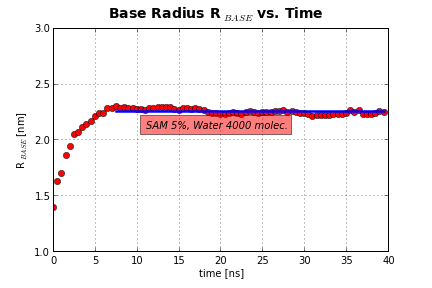 Base Radius R BASE vs. Time
3.0
2.5
2.0
1.5
1.0
R BASE [nm]
SAM 5%, Water 4000 molec.
0 5 10 15 20 25 30 35 40
time [ns]